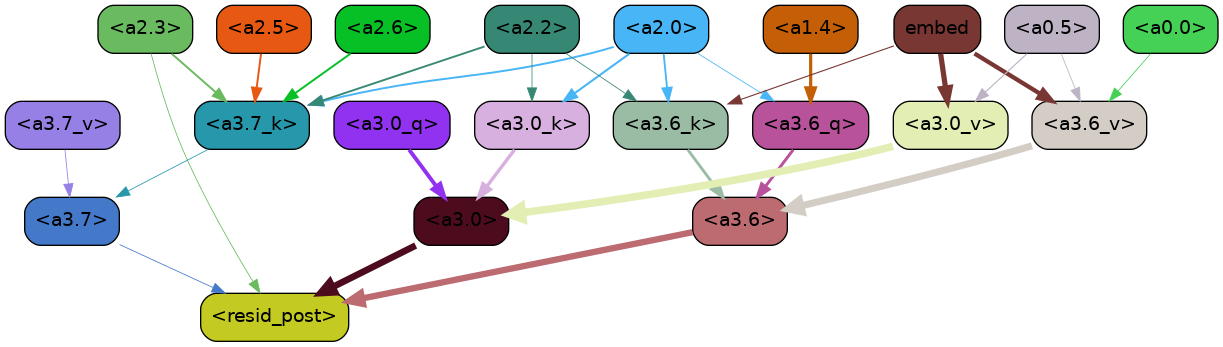 <a2.3> <a2.5> <a2.6> <a2.2> <a2.0> <a1.4> embed <a0.5> <a0.0>
<a3.7_v> <a3.7_k> <a3.0_q> <a3.0_k> <a3.6_k> <a3.6_q> <a3.0_v> <a3.6_v>
<a3.7> <a3.0> <a3.6>
<resid_post>